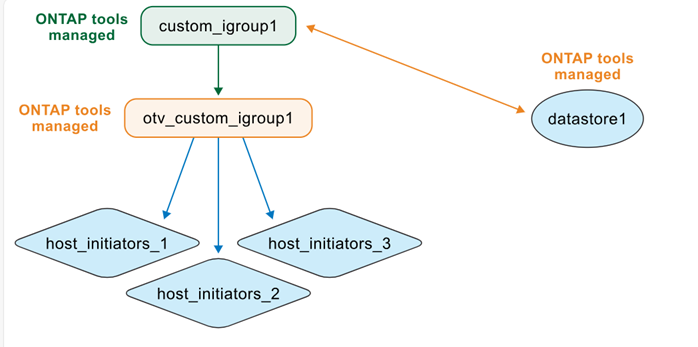 ONTAP tools
managed
custom_igroup1
ONTAP tools
managed
ONTAP tools
managed
otv_custom_igroup1
datastore1
host_initiators_1
host_initiators_3
host_initiators_2